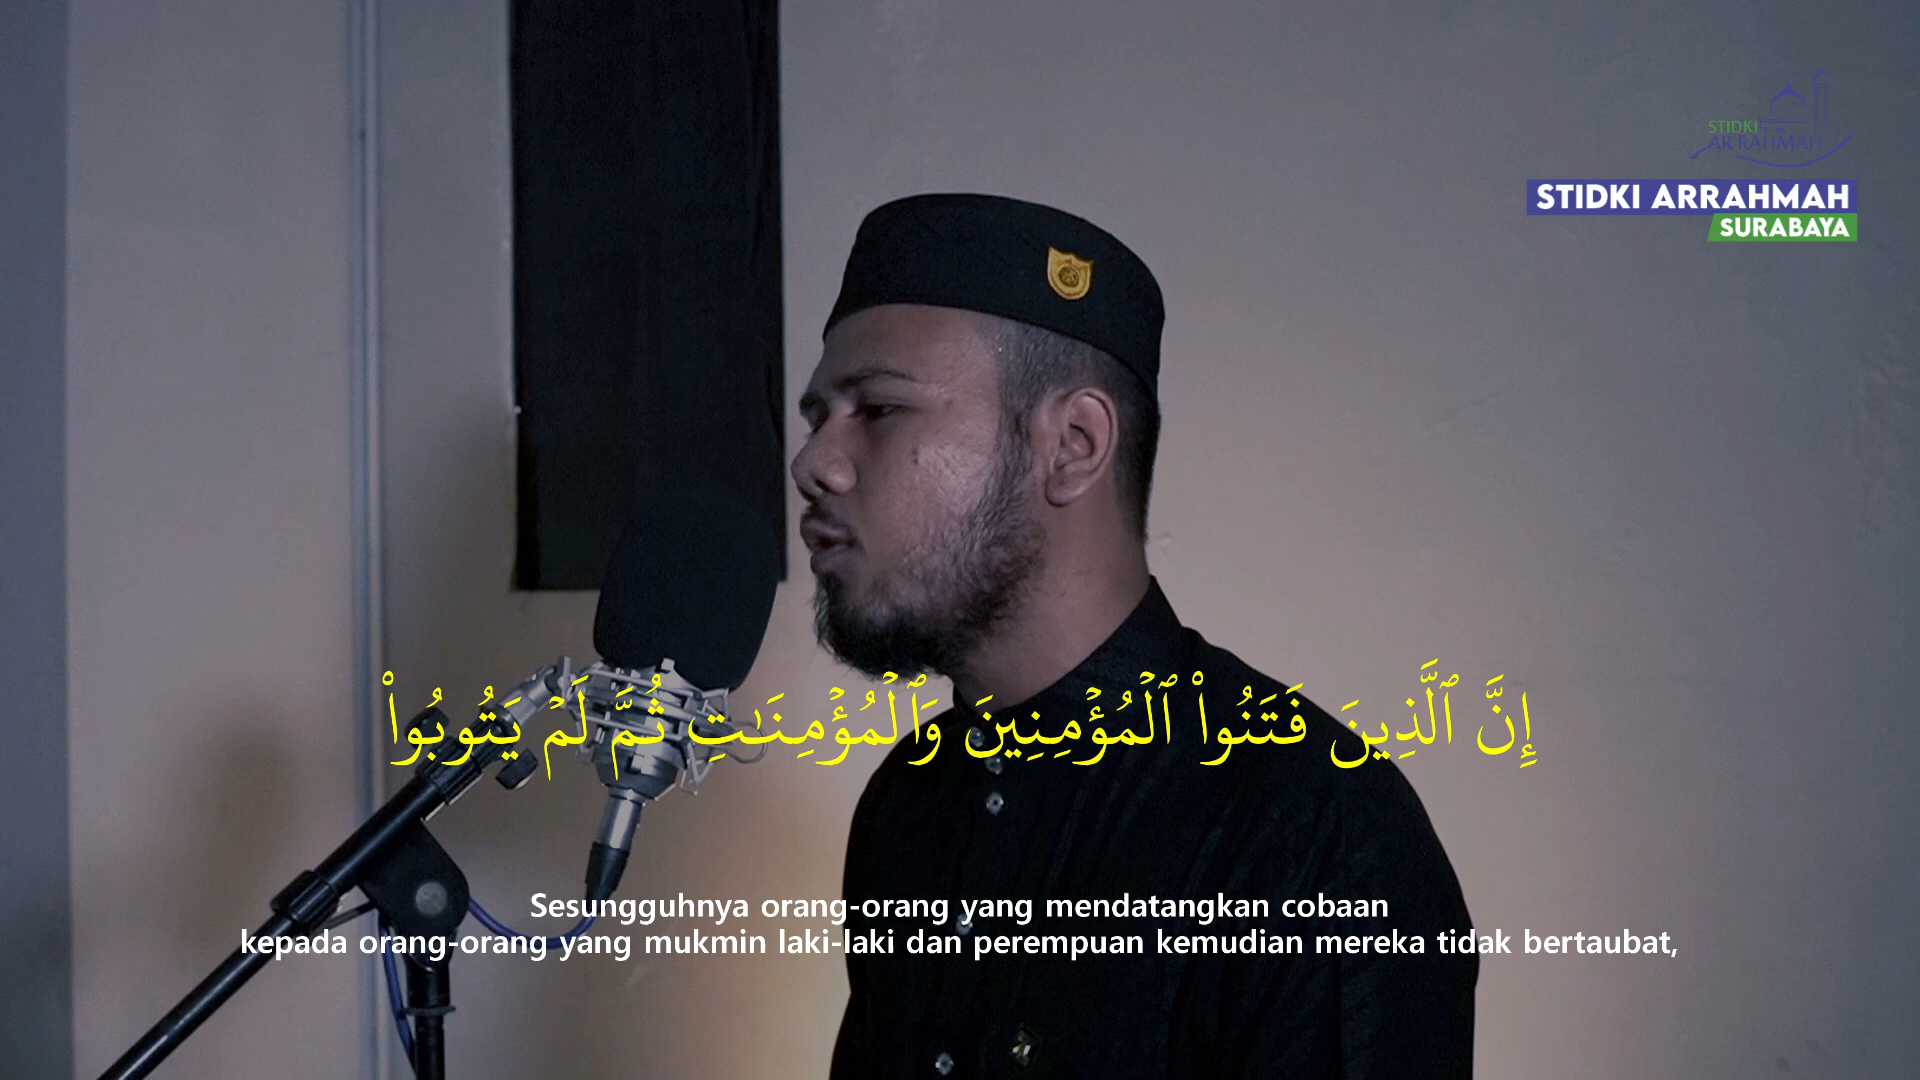 STIDKI
AR RAHMAH
STIDKI ARRAHMAH
SURABAYA
إِنَّ ٱلَّذِينَ فَتَنُواْ ٱلْمُؤْمِنِينَ وَٱلْمُؤْمِنَـٰتِ ثُمَّ لَمْ يَتُوبُواْ
Sesungguhnya orang-orang yang mendatangkan cobaan
kepada orang-orang yang mukmin laki-laki dan perempuan kemudian mereka tidak bertaubat,